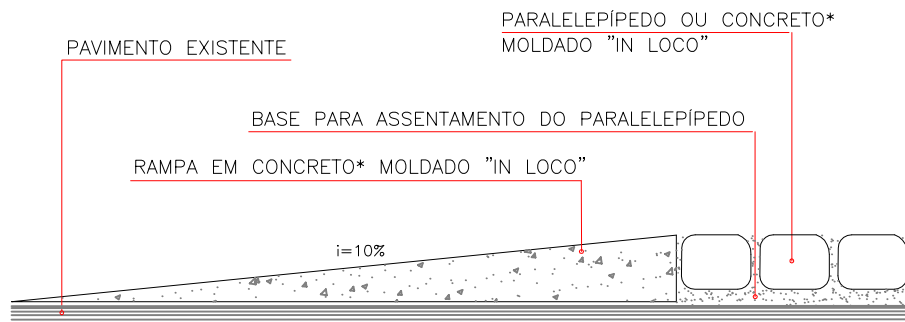 PARALELEPÍPEDO OU CONCRETO*
MOLDADO "IN LOCO"
PAVIMENTO EXISTENTE
BASE PARA ASSENTAMENTO DO PARALELEPÍPEDO
RAMPA EM CONCRETO* MOLDADO "IN LOCO"
i=10%